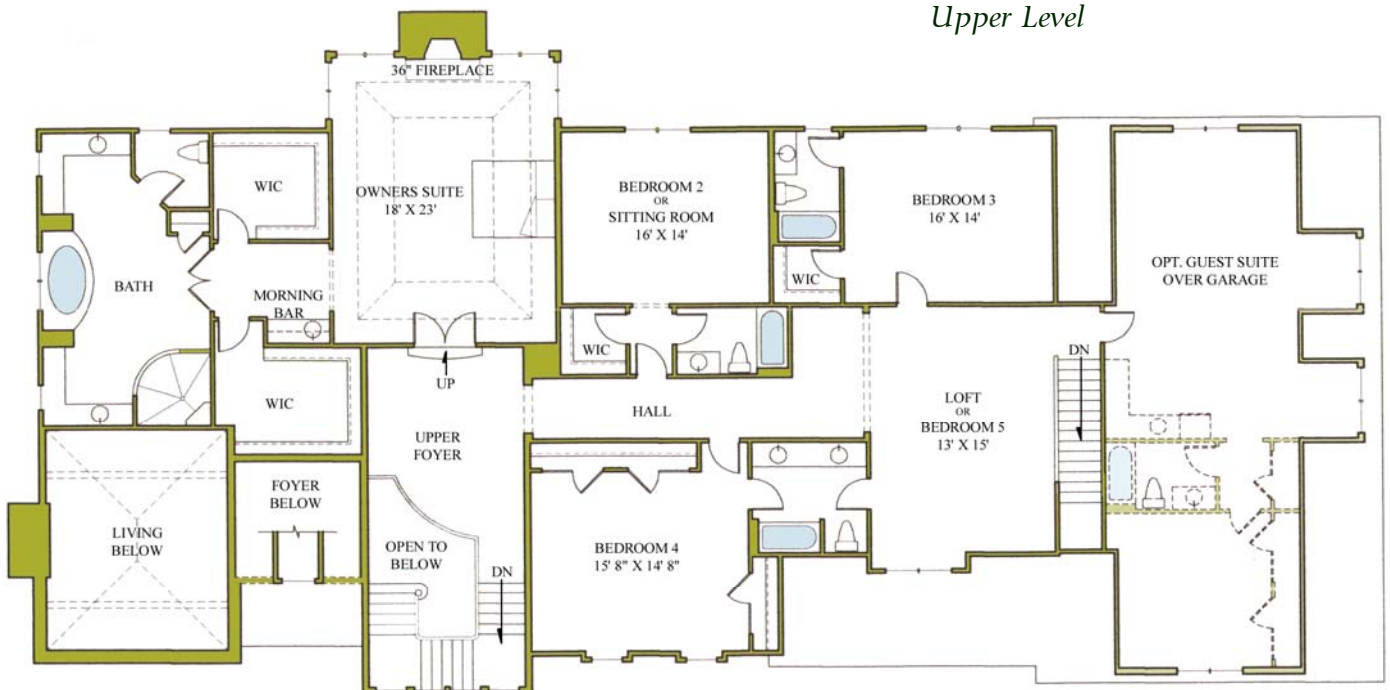 Upper Level
36" FIREPLACE
WIC
OWNERS SUITE
18' X 23'
BEDROOM 2
OR
SITTING ROOM
16' X 14'
BEDROOM 3
16' X 14'
WIC
OPT. GUEST SUITE
OVER GARAGE
BATH
MORNING
BAR
WIC
UP
WIC
HALL
UPPER
FOYER
LOFT
OR
BEDROOM 5
13' X 15'
DN
FOYER
BELOW
LIVING
BELOW
OPEN TO
BELOW
DN
BEDROOM 4
15' 8" X 14' 8"